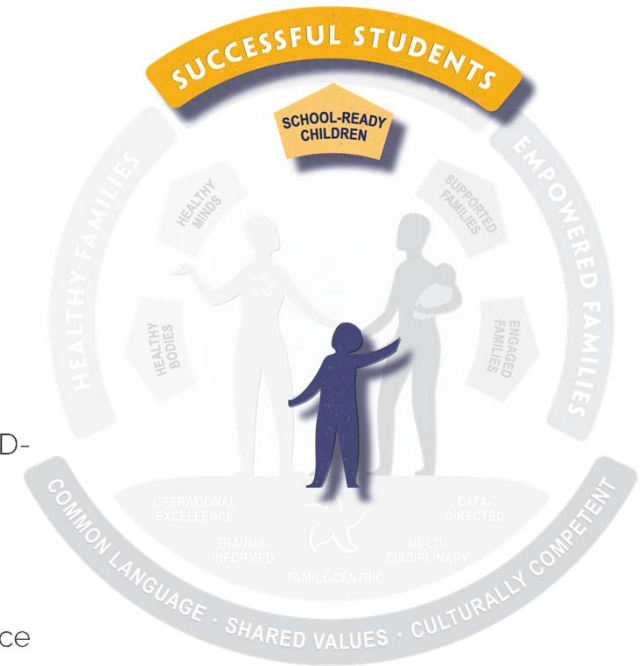 SUCCESSFUL STUDENTS
SCHOOL-READY
CHILDREN
HEALTHY FAMILIES
EMPOWERED FAMILIES
HEALTHY
MINDS
SUPPORTED
FAMILIES
HEALTHY
BODIES
ENGAGED
FAMILIES
D-
OPERATIONAL
EXCELLENCE
DATA-
DIRECTED
TRAUMA-
INFORMED
MULTI-
DISCIPLINARY
FAMILY-CENTRIC
COMMON LANGUAGE · SHARED VALUES · CULTURALLY COMPETENT
ce